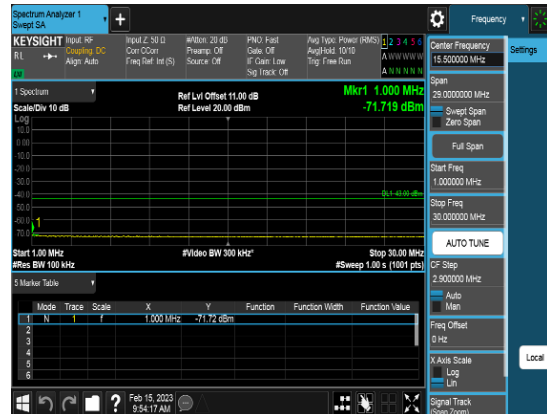 Spectrum Analyzer 1
Swept SA
+
Frequency
KEYSIGHT Input: RF Input Z: 50 Ω #Atten: 20 dB PNO: Fast Avg Type: Power (RMS) 1 2 3 4 5 6
RL Coupling: DC Corr CCorr Preamp: Off Gate: Off Avg|Hold: 10/10 A W W W W W
Align: Auto Freq Ref: Int (S) Source: Off IF Gain: Low Trig: Free Run
Sig Track: Off A N N N N N
1 Spectrum
Ref Lvl Offset 11.00 dB
Mkr1 1.000 MHz
Scale/Div 10 dB
Ref Level 20.00 dBm
-71.719 dBm
Log
10.0
0.00
-10.0
-20.0
-30.0
-40.0
DL1 -43.00 dBm
-50.0
-60.0
1
-70.0
Start 1.00 MHz #Video BW 300 kHz* Stop 30.00 MHz
#Res BW 100 kHz #Sweep 1.00 s (1001 pts)
5 Marker Table
Mode Trace Scale X Y Function Function Width Function Value
1 N 1 f 1.000 MHz -71.72 dBm
2
3
4
5
6
Feb 15, 2023
9:54:17 AM
Center Frequency
15.500000 MHz
Settings
Span
29.0000000 MHz
Swept Span
Zero Span
Full Span
Start Freq
1.000000 MHz
Stop Freq
30.000000 MHz
AUTO TUNE
CF Step
2.900000 MHz
Auto
Man
Freq Offset
0 Hz
X Axis Scale
Log
Lin
Local
Signal Track
(Span Zoom)